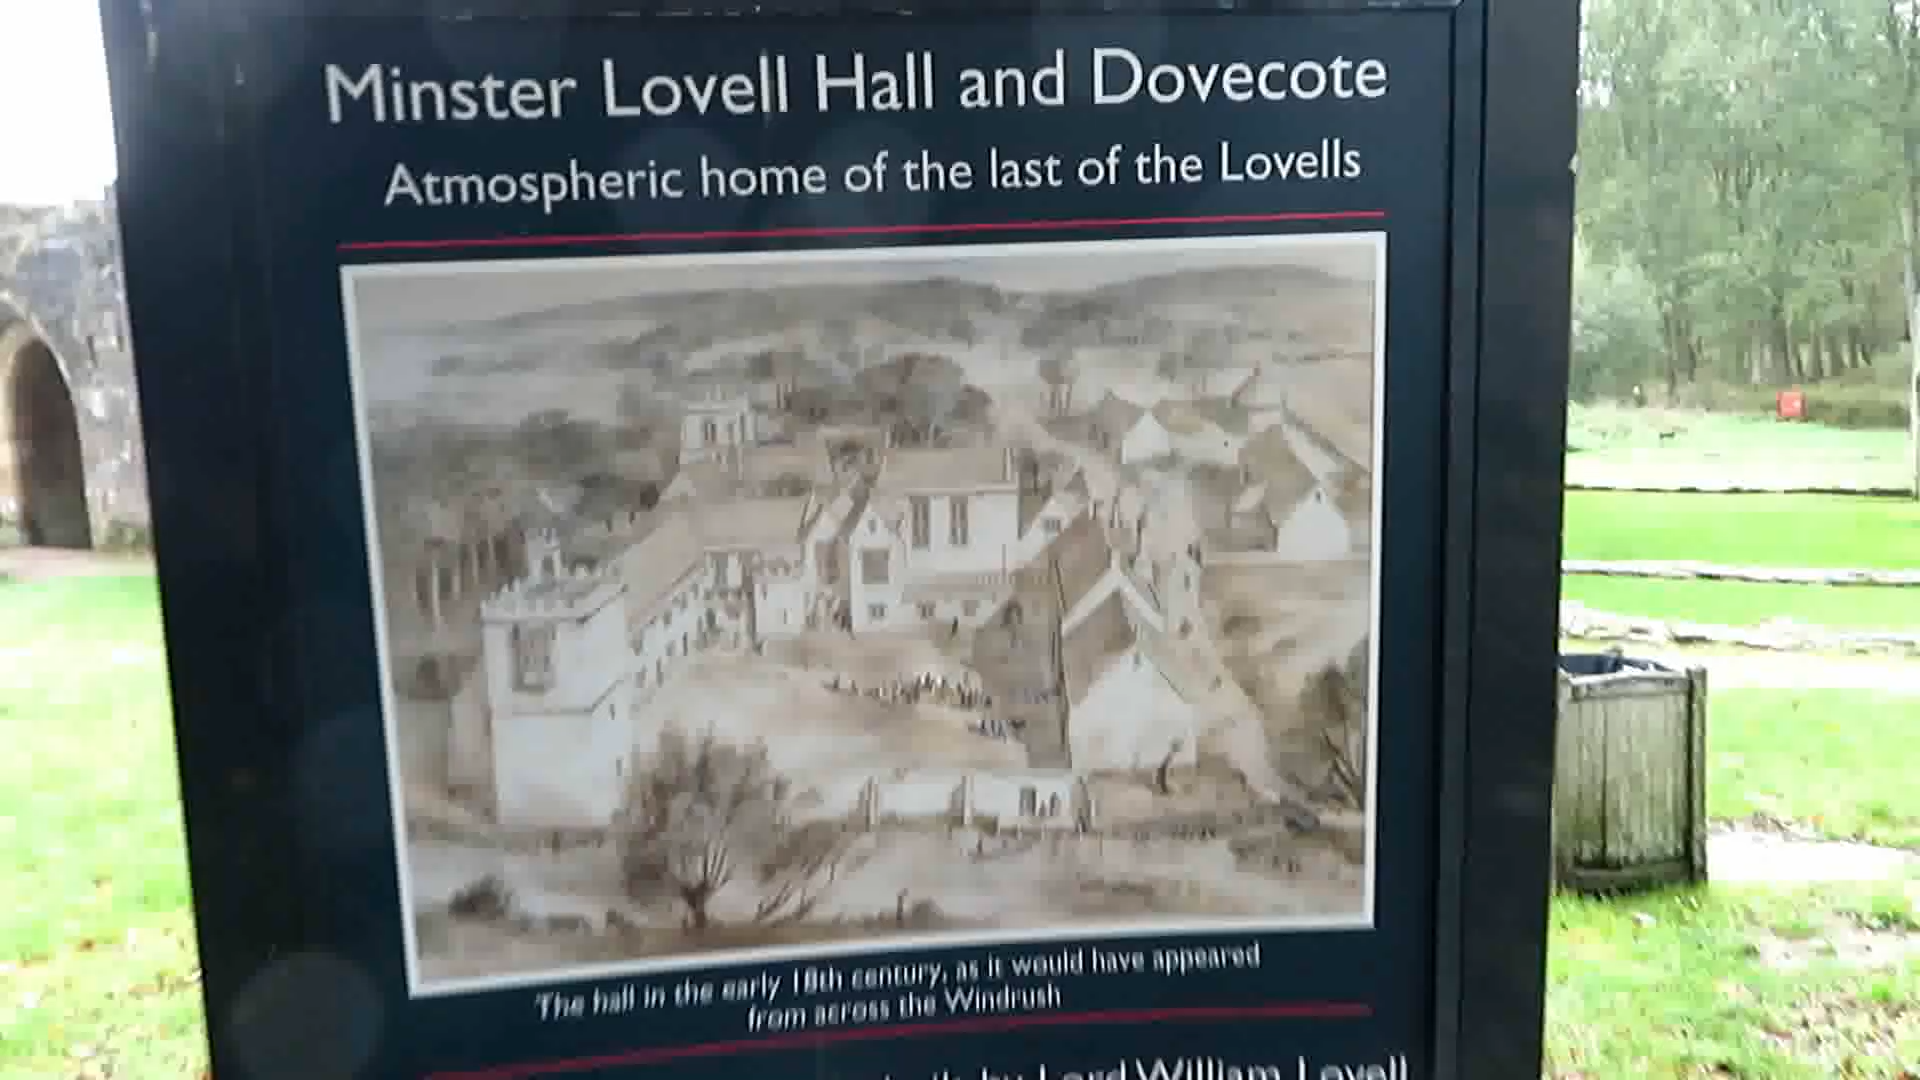 Minster Lovell Hall and Dovecote
Atmospheric home of the last of the Lovells
The hall in the early 18th century, as it would have appeared
from across the Windrush
by Lord William Lovell